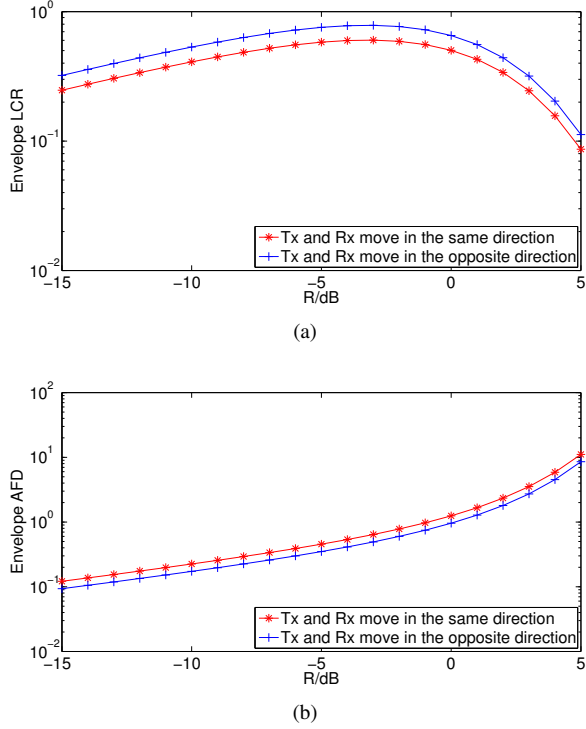 10^0
10^-1
10^-2
Envelope LCR
Tx and Rx move in the same direction
Tx and Rx move in the opposite direction
−15 −10 −5 0 5
R/dB
(a)
10^2
10^1
10^0
10^-1
10^-2
Envelope AFD
Tx and Rx move in the same direction
Tx and Rx move in the opposite direction
−15 −10 −5 0 5
R/dB
(b)